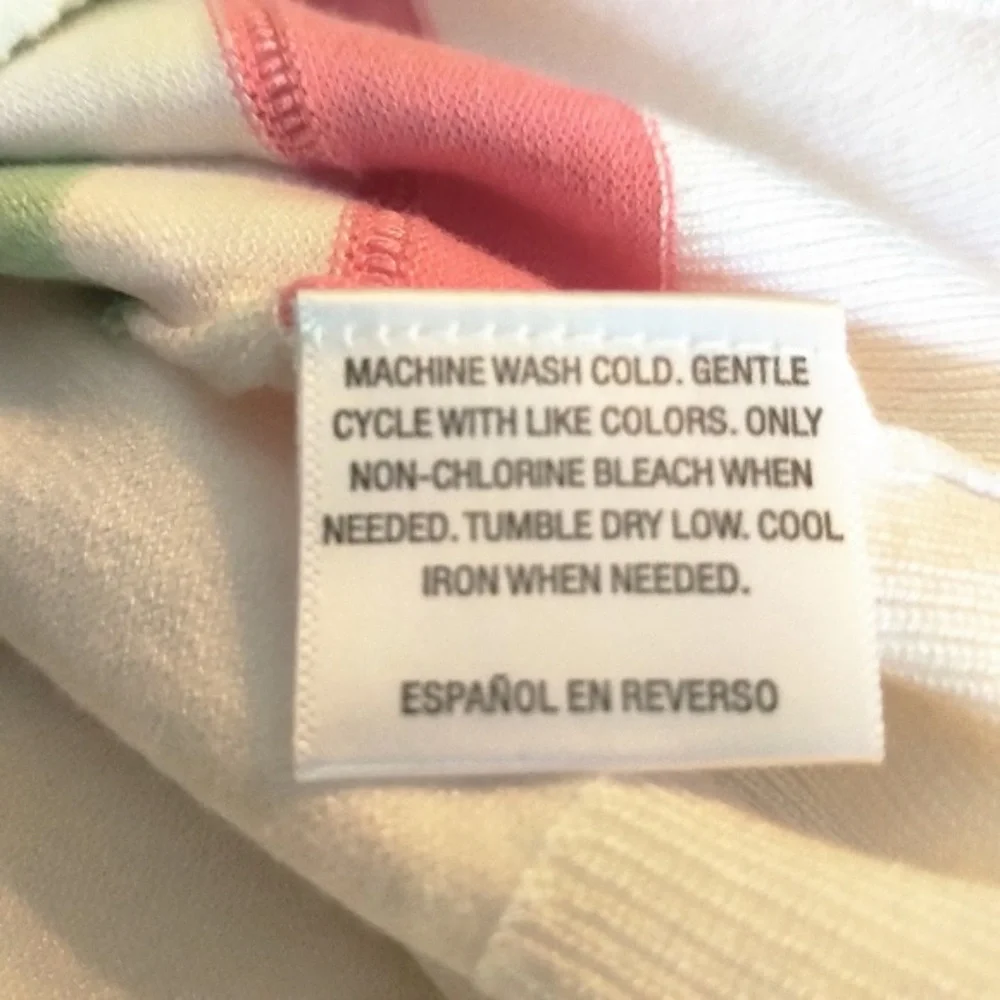 MACHINE WASH COLD. GENTLE
CYCLE WITH LIKE COLORS. ONLY
NON-CHLORINE BLEACH WHEN
NEEDED. TUMBLE DRY LOW. COOL
IRON WHEN NEEDED.
ESPAÑOL EN REVERSO